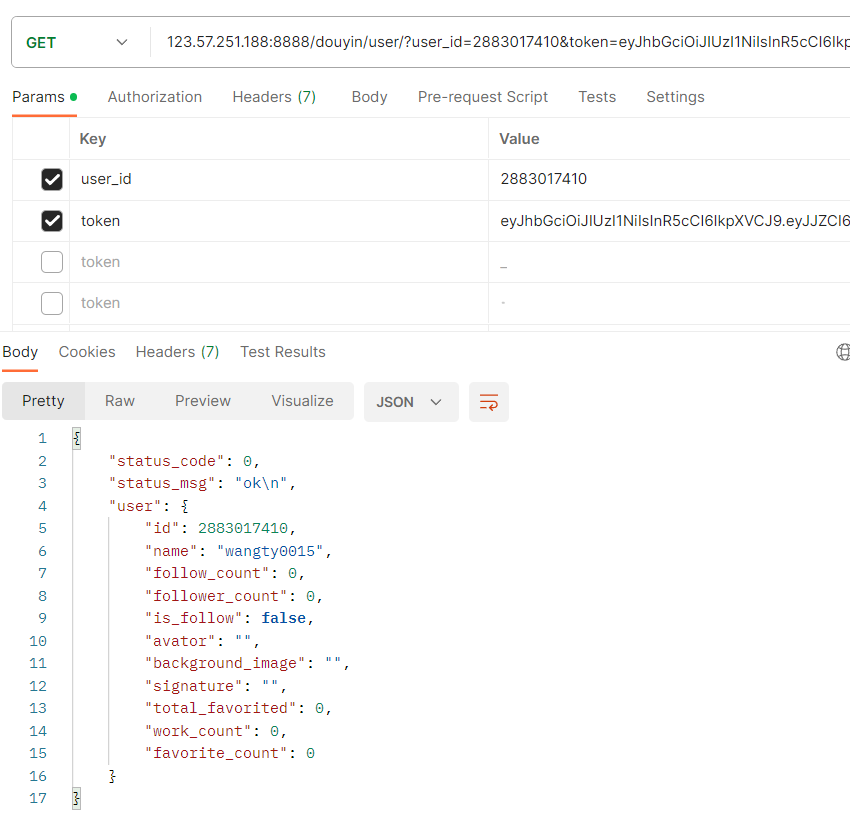 GET 123.57.251.188:8888/douyin/user/?user_id=2883017410&token=eyJhbGciOiJIUzI1NiIsInR5cCI6Ikp
Params Authorization Headers (7) Body Pre-request Script Tests Settings
Key Value
user_id 2883017410
token eyJhbGciOiJIUzI1NiIsInR5cCI6IkpXVCJ9.eyJJZCI6
token _
token
Body Cookies Headers (7) Test Results
Pretty Raw Preview Visualize JSON
1 {
2 "status_code": 0,
3 "status_msg": "ok\n",
4 "user": {
5 "id": 2883017410,
6 "name": "wangty0015",
7 "follow_count": 0,
8 "follower_count": 0,
9 "is_follow": false,
10 "avator": "",
11 "background_image": "",
12 "signature": "",
13 "total_favorited": 0,
14 "work_count": 0,
15 "favorite_count": 0
16 }
17 }